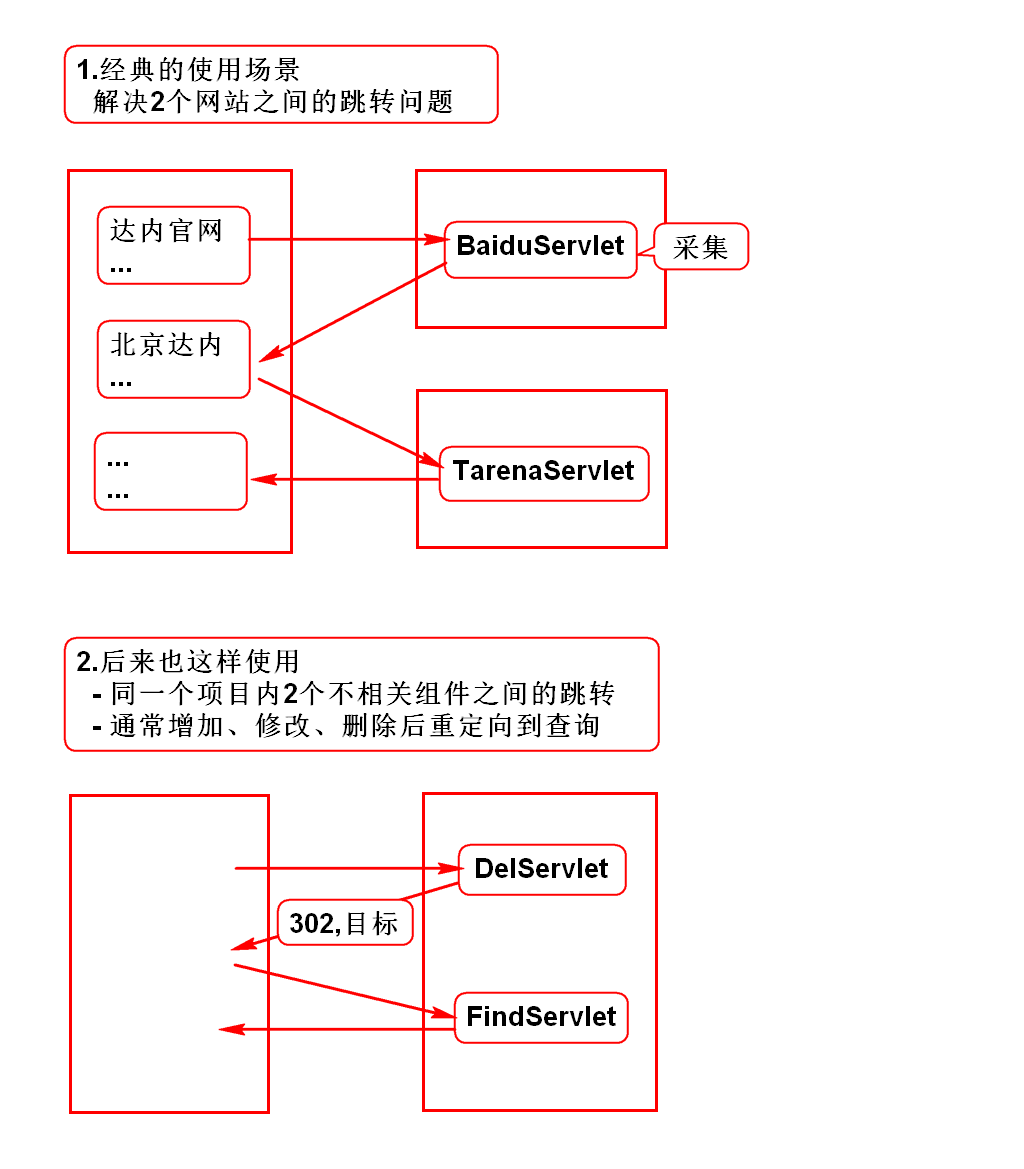 1.经典的使用场景
解决2个网站之间的跳转问题
达内官网
...
BaiduServlet
采集
北京达内
...
...
...
TarenaServlet
2.后来也这样使用
- 同一个项目内2个不相关组件之间的跳转
- 通常增加、修改、删除后重定向到查询
DelServlet
302,目标
FindServlet